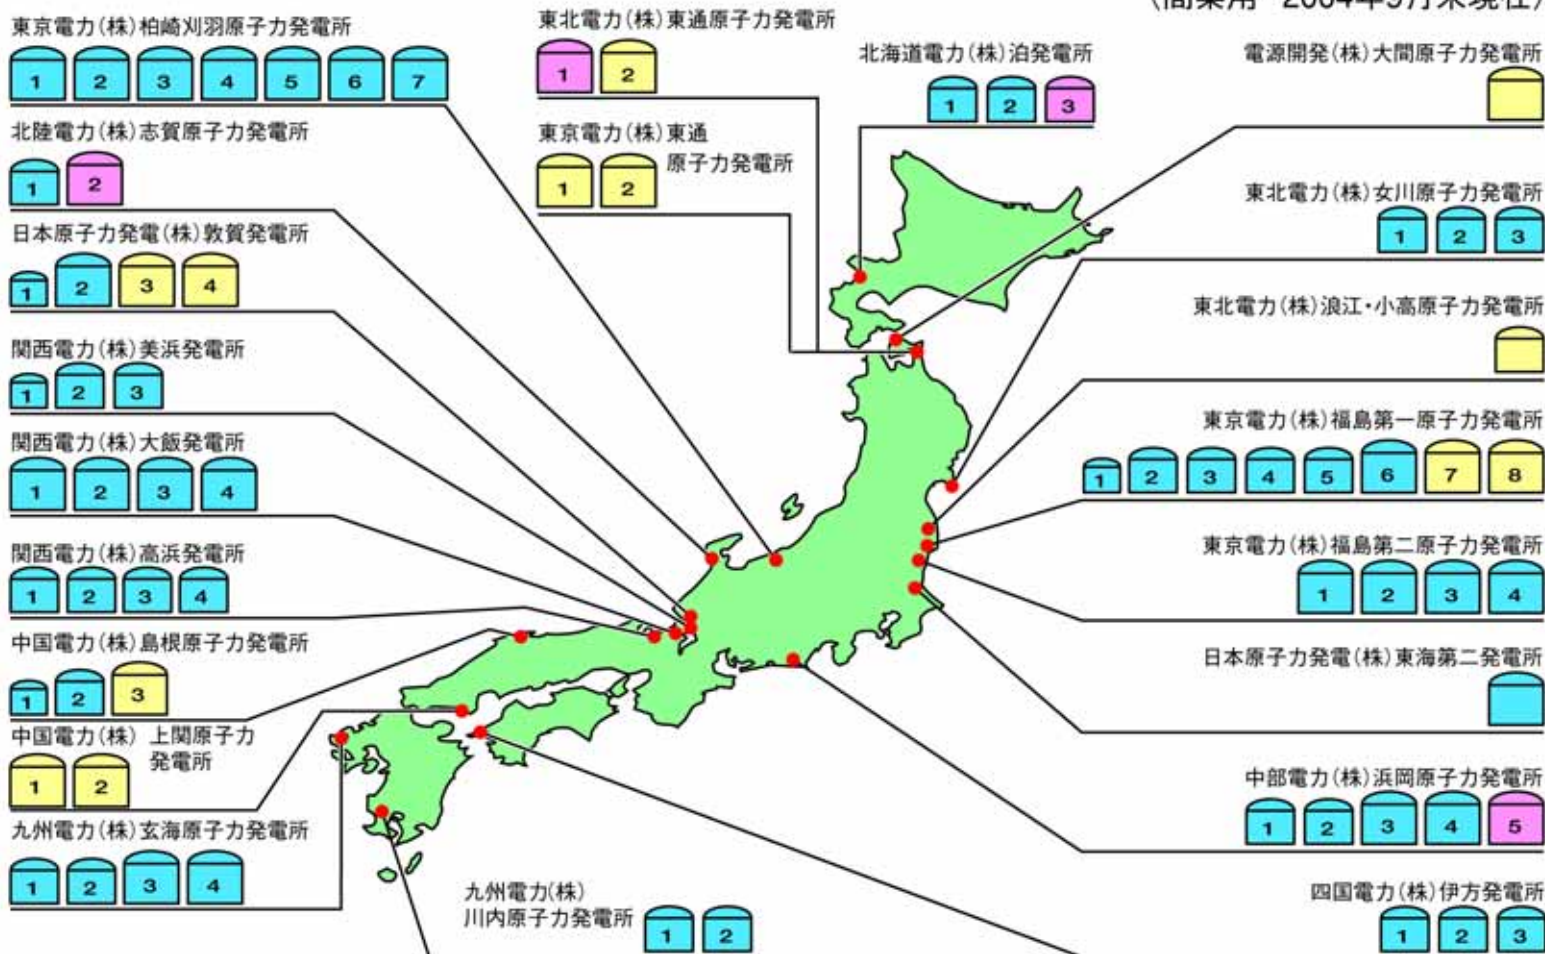 (商業用 2004年9月末現在)
東京電力(株)柏崎刈羽原子力発電所
1 2 3 4 5 6 7
北陸電力(株)志賀原子力発電所
1 2
日本原子力発電(株)敦賀発電所
1 2 3 4
関西電力(株)美浜発電所
1 2 3
関西電力(株)大飯発電所
1 2 3 4
関西電力(株)高浜発電所
1 2 3 4
中国電力(株)島根原子力発電所
1 2 3
中国電力(株) 上関原子力
発電所
1 2
九州電力(株)玄海原子力発電所
1 2 3 4
東北電力(株)東通原子力発電所
1 2
東京電力(株)東通
原子力発電所
1 2
九州電力(株)
川内原子力発電所
1 2
北海道電力(株)泊発電所
1 2 3
電源開発(株)大間原子力発電所
東北電力(株)女川原子力発電所
1 2 3
東北電力(株)浪江・小高原子力発電所
東京電力(株)福島第一原子力発電所
1 2 3 4 5 6 7 8
東京電力(株)福島第二原子力発電所
1 2 3 4
日本原子力発電(株)東海第二発電所
中部電力(株)浜岡原子力発電所
1 2 3 4 5
四国電力(株)伊方発電所
1 2 3